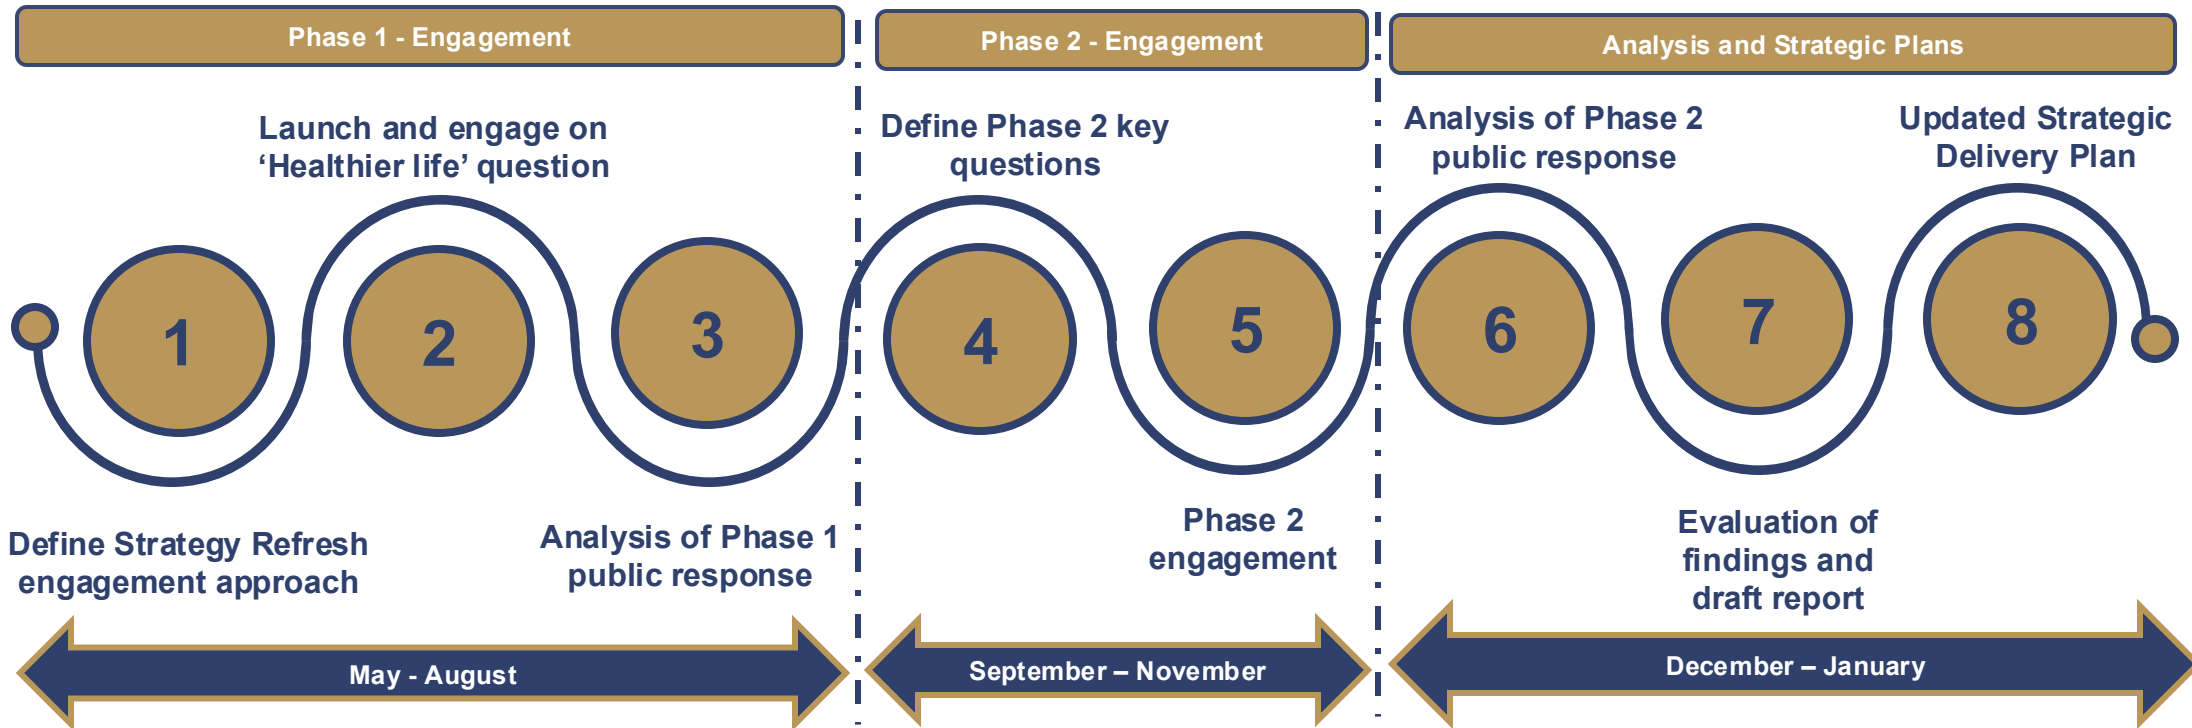 Phase 1 - Engagement
Phase 2 - Engagement
Analysis and Strategic Plans
Launch and engage on
‘Healthier life’ question
Define Phase 2 key
questions
Analysis of Phase 2
public response
Updated Strategic
Delivery Plan
1
2
3
4
5
6
7
8
Define Strategy Refresh
engagement approach
Analysis of Phase 1
public response
Phase 2
engagement
Evaluation of
findings and
draft report
May - August
September – November
December – January